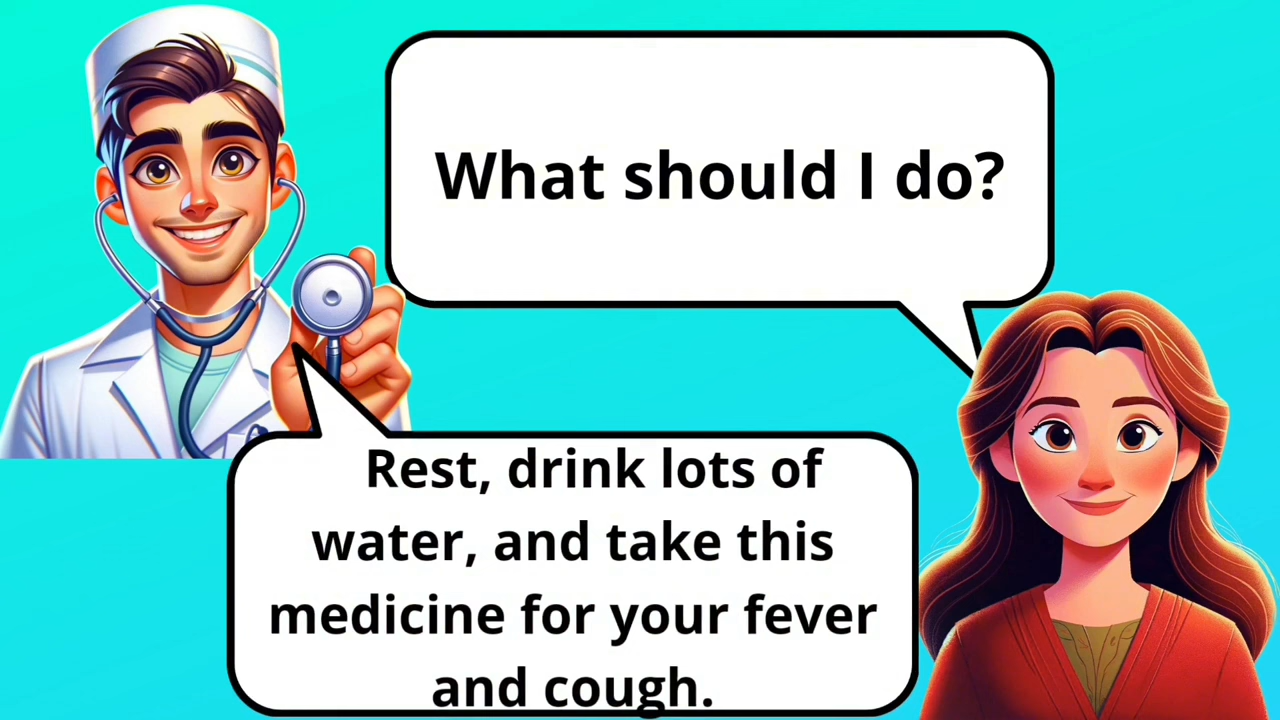 What should I do?
Rest, drink lots of
water, and take this
medicine for your fever
and cough.